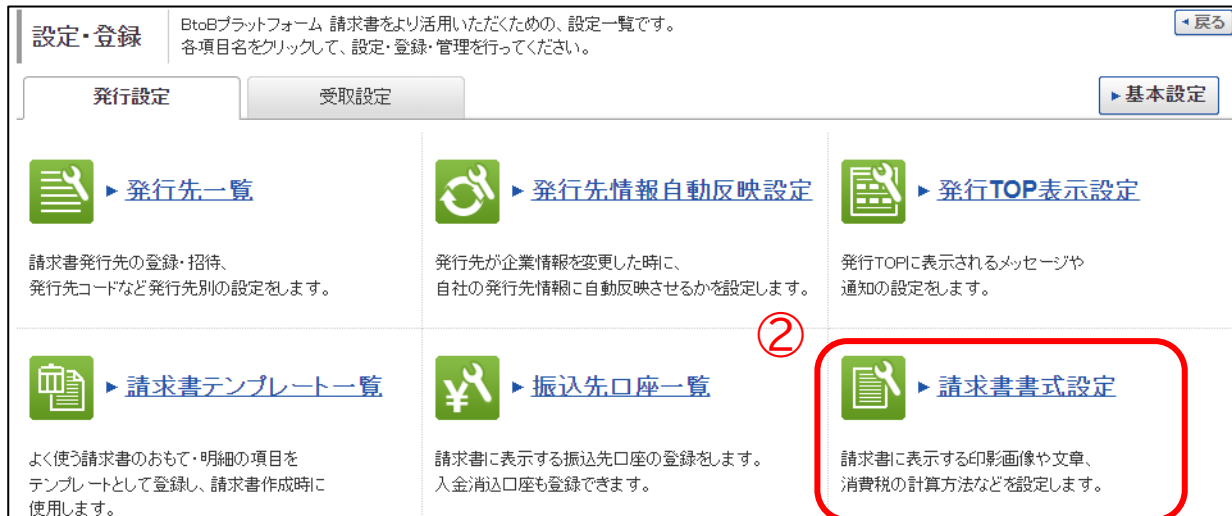 設定・登録
BtoBプラットフォーム 請求書をより活用いただくための、設定一覧です。
各項目名をクリックして、設定・登録・管理を行ってください。
戻る
発行設定
受取設定
基本設定
発行先一覧
発行先情報自動反映設定
発行TOP表示設定
請求書発行先の登録・招待、
発行先コードなど発行先別の設定をします。
発行先が企業情報を変更した時に、
自社の発行先情報に自動反映させるかを設定します。
発行TOPに表示されるメッセージや
通知の設定をします。
②
請求書テンプレート一覧
振込先口座一覧
請求書書式設定
よく使う請求書のおもて・明細の項目を
テンプレートとして登録し、請求書作成時に
使用します。
請求書に表示する振込先口座の登録をします。
入金消込口座も登録できます。
請求書に表示する印影画像や文章、
消費税の計算方法などを設定します。